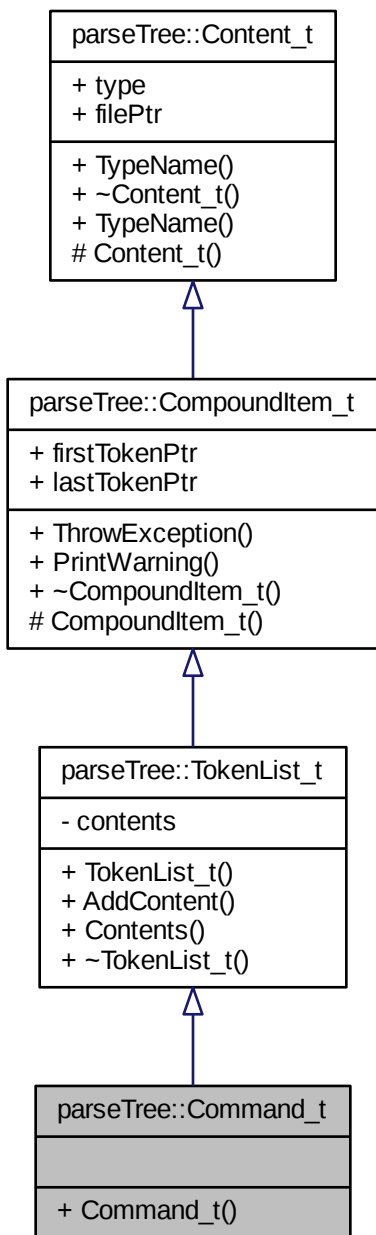 parseTree::Content_t
+ type
+ filePtr
+ TypeName()
+ ~Content_t()
+ TypeName()
# Content_t()
parseTree::CompoundItem_t
+ firstTokenPtr
+ lastTokenPtr
+ ThrowException()
+ PrintWarning()
+ ~CompoundItem_t()
# CompoundItem_t()
parseTree::TokenList_t
- contents
+ TokenList_t()
+ AddContent()
+ Contents()
+ ~TokenList_t()
parseTree::Command_t
+ Command_t()